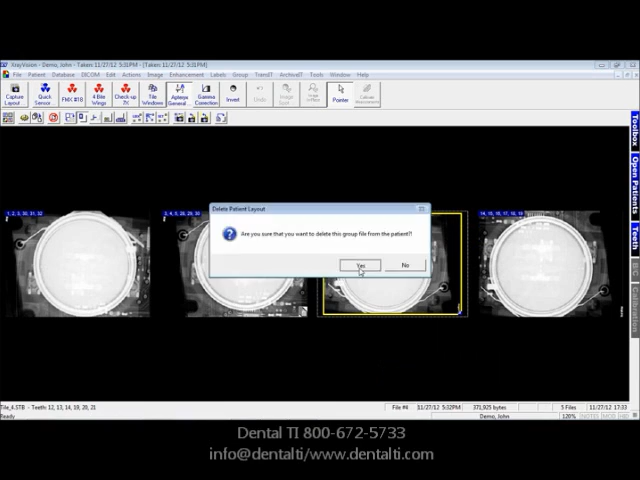 XrayVision - Demo, John - Taken: 11/27/12 5:31PM - [Taken: 11/27/12 5:31PM]
File Patient Database DICOM Edit Actions Image Enhancement Labels Group TransIT ArchiveIT Tools Window Help
Capture Layout
Quick Sensor
FMX #18
4 Bite Wings
Check-up 7X
Tile Windows
Apteryx General...
Gamma Correction
Invert
Undo
Pointer
Toolbox
Open Patients
Teeth
B/C
Calibration
1, 2, 3, 30, 31, 32
3, 4, 5, 28, 29, 30
14, 15, 16, 17, 18, 19
Delete Patient Layout
Are you sure that you want to delete this group file from the patient?
Yes
No
Tile_4.STB - Teeth: 12, 13, 14, 19, 20, 21
File #4
11/27/12 5:32PM
371,925 bytes
5 Files
11/27/12 17:33
Ready
Demo, John
120%
Dental TI 800-672-5733
info@dentalti/www.dentalti.com